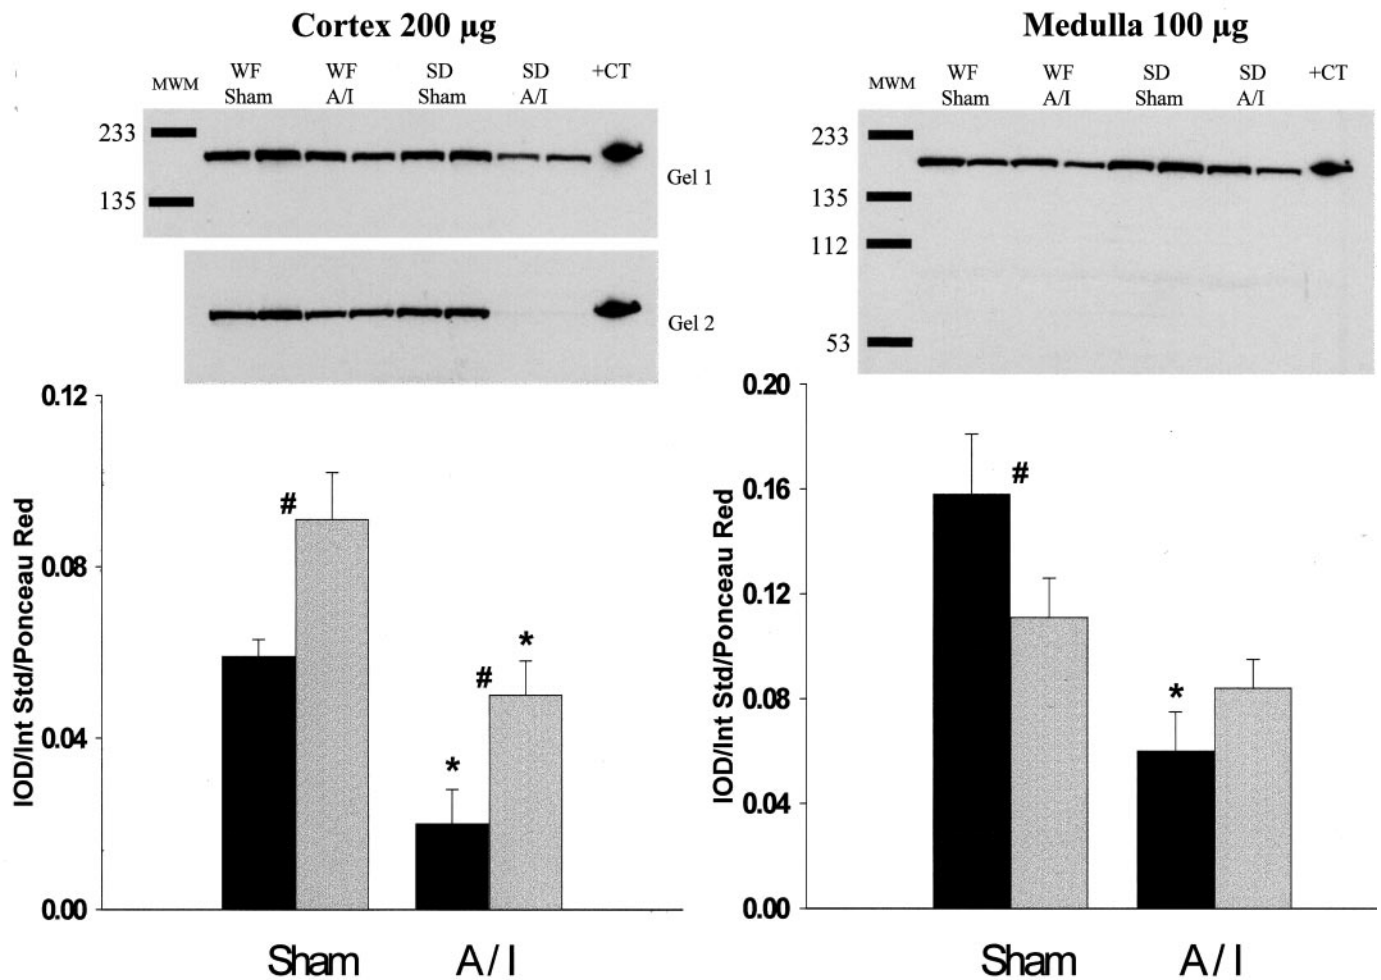 Cortex 200 µg
MWM
WF Sham
WF A/I
SD Sham
SD A/I
+CT
233
135
Gel 1
Gel 2
Medulla 100 µg
MWM
WF Sham
WF A/I
SD Sham
SD A/I
+CT
233
135
112
53
IOD/Int Std/Ponceau Red
0.12
0.08
0.04
0.00
#
#
*
*
Sham
A / I
IOD/Int Std/Ponceau Red
0.20
0.16
0.12
0.08
0.04
0.00
#
*
Sham
A / I